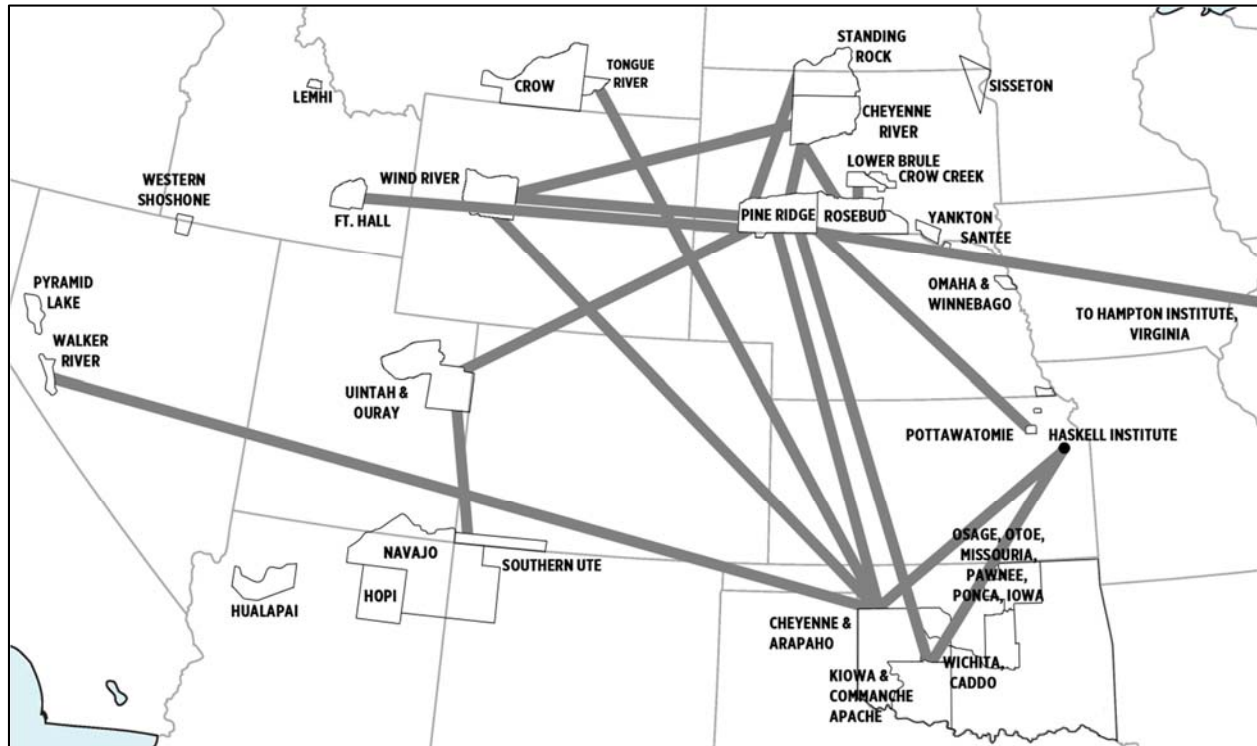 STANDING
ROCK
TONGUE
RIVER
CROW
LEMHI
SISSETON
CHEYENNE
RIVER
LOWER BRULE
CROW CREEK
WESTERN
SHOSHONE
WIND RIVER
FT. HALL
PINE RIDGE
ROSEBUD
YANKTON
SANTEE
PYRAMID
LAKE
OMAHA &
WINNEBAGO
TO HAMPTON INSTITUTE,
VIRGINIA
WALKER
RIVER
UINTAH &
OURAY
POTTAWATOMIE
HASKELL INSTITUTE
OSAGE, OTOE,
MISSOURIA,
PAWNEE,
PONCA, IOWA
NAVAJO
SOUTHERN UTE
HOPI
HUALAPAI
CHEYENNE &
ARAPAHO
WICHITA,
CADDO
KIOWA &
COMMANCHE
APACHE